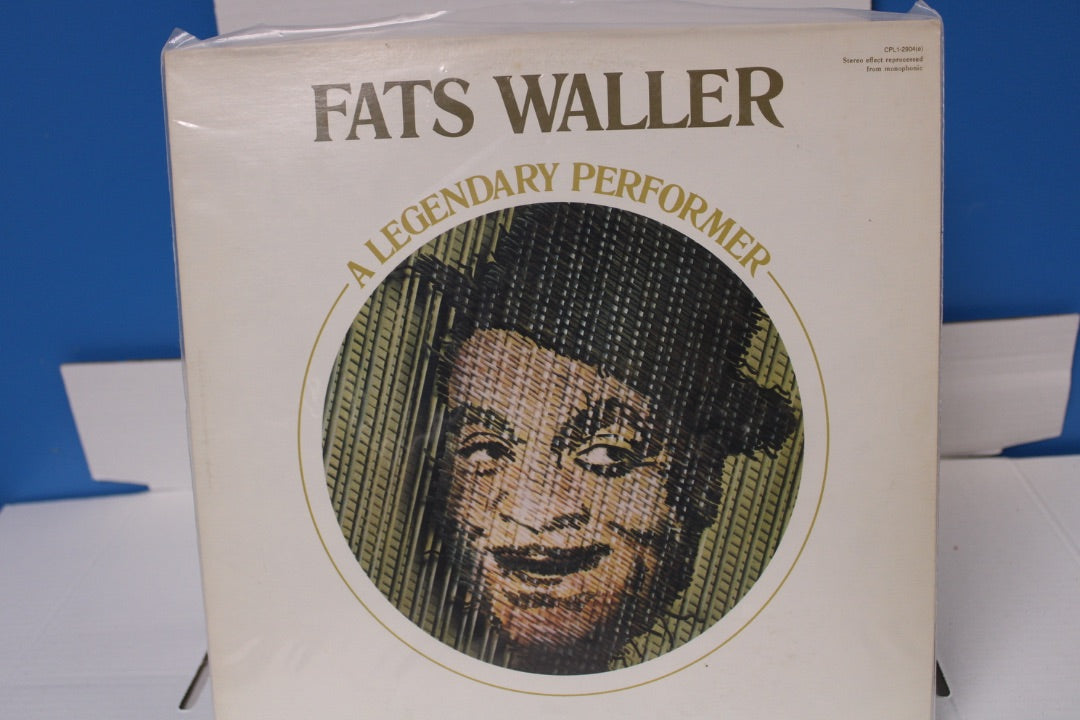 CPL1-2904(e)
Stereo effect reprocessed
from monophonic
FATS WALLER
A LEGENDARY PERFORMER